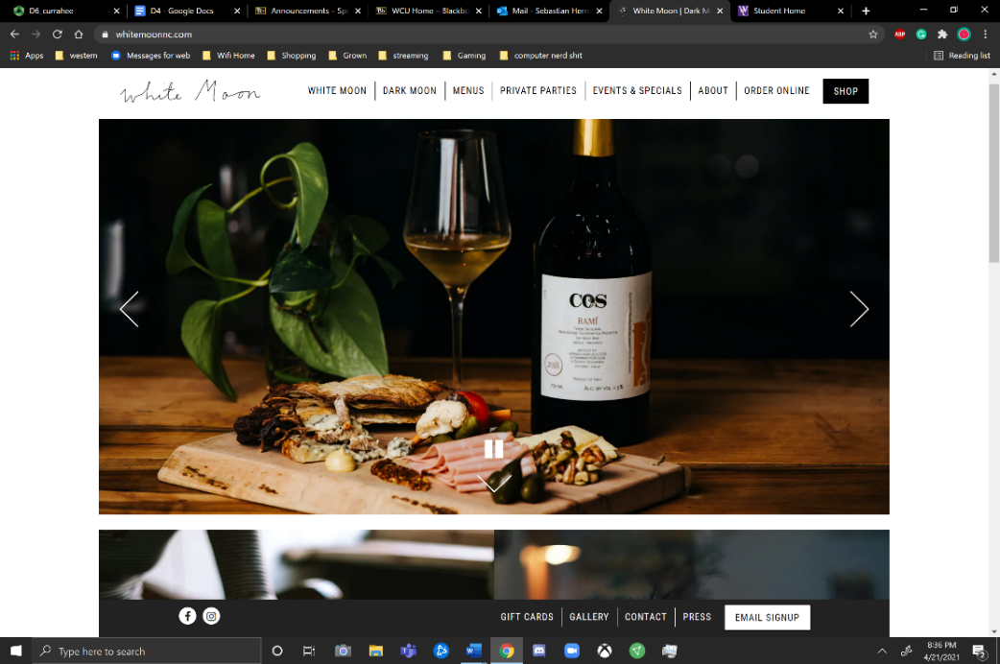 D6_currahee
D4 - Google Docs
Announcements – Sp
WCU Home – Blackbo
Mail - Sebastian Hern
White Moon | Dark M
Student Home
whitemoonnc.com
Apps
western
Messages for web
Wifi Home
Shopping
Grown
streaming
Gaming
computer nerd shit
Reading list
White Moon
WHITE MOON
DARK MOON
MENUS
PRIVATE PARTIES
EVENTS & SPECIALS
ABOUT
ORDER ONLINE
SHOP
COS
RAMÍ
GIFT CARDS
GALLERY
CONTACT
PRESS
EMAIL SIGNUP
Type here to search
8:36 PM
4/21/2021
2